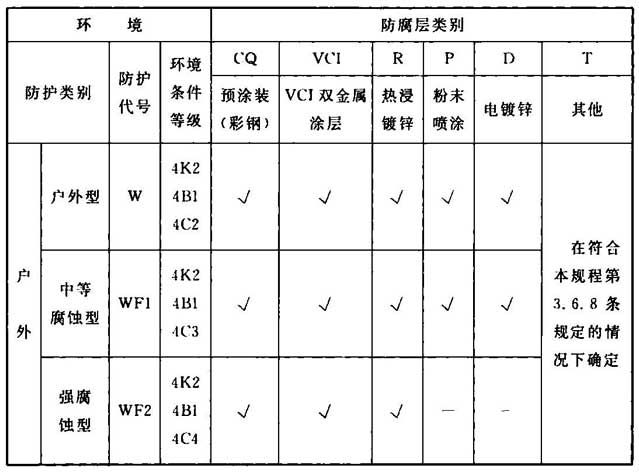 环 境 防腐层类别
防护类别 防护代号 环境条件等级 CQ VCI R P D T
预涂装(彩钢) VCI双金属涂层 热浸镀锌 粉末喷涂 电镀锌 其他
户外
户外型 W 4K2 4B1 4C2 √ √ √ √ √
中等腐蚀型 WF1 4K2 4B1 4C3 √ √ √ √ √
强腐蚀型 WF2 4K2 4B1 4C4 √ √ √ — —
在符合
本规程第
3.6.8条
规定的情
况下确定